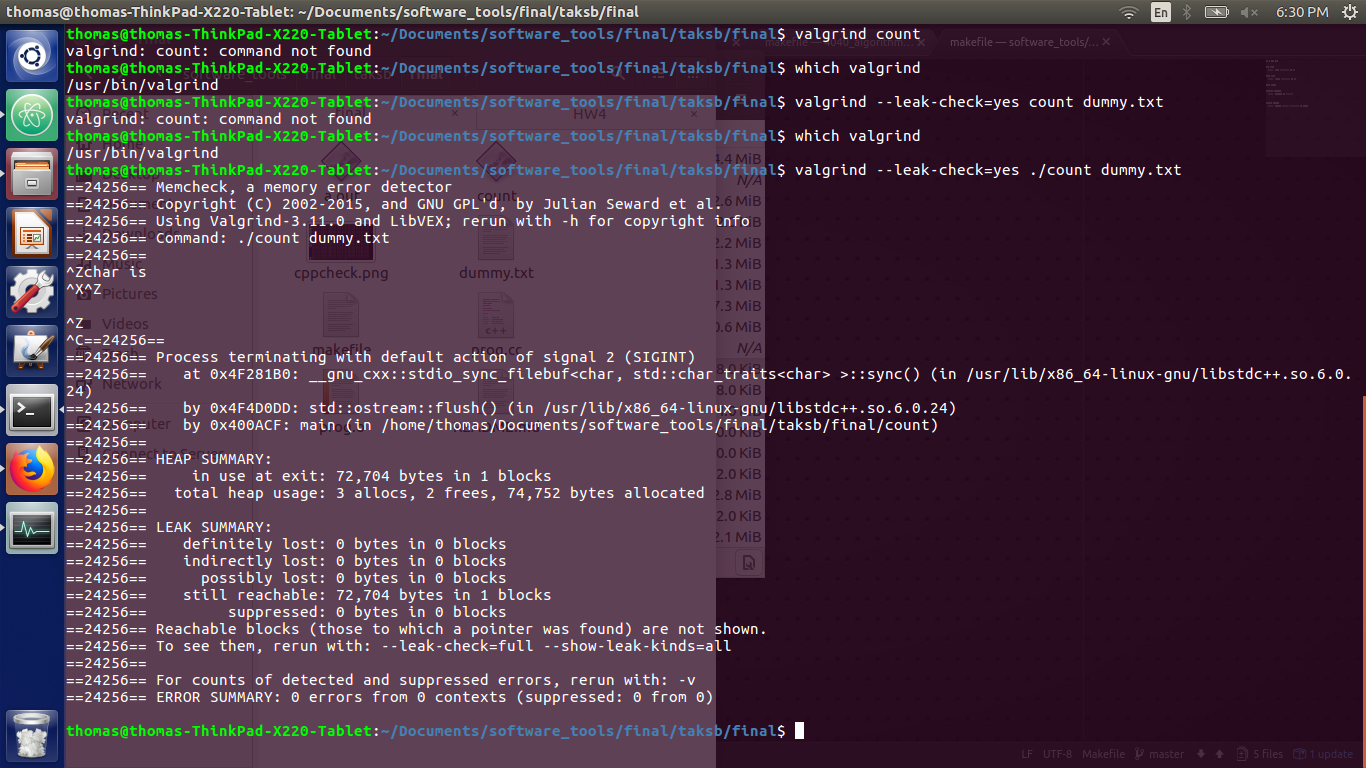 thomas@thomas-ThinkPad-X220-Tablet: ~/Documents/software_tools/final/taksb/final
En
6:30 PM
thomas@thomas-ThinkPad-X220-Tablet:~/Documents/software_tools/final/taksb/final$ valgrind count
valgrind: count: command not found
thomas@thomas-ThinkPad-X220-Tablet:~/Documents/software_tools/final/taksb/final$ which valgrind
/usr/bin/valgrind
thomas@thomas-ThinkPad-X220-Tablet:~/Documents/software_tools/final/taksb/final$ valgrind --leak-check=yes count dummy.txt
valgrind: count: command not found
thomas@thomas-ThinkPad-X220-Tablet:~/Documents/software_tools/final/taksb/final$ which valgrind
/usr/bin/valgrind
thomas@thomas-ThinkPad-X220-Tablet:~/Documents/software_tools/final/taksb/final$ valgrind --leak-check=yes ./count dummy.txt
==24256== Memcheck, a memory error detector
==24256== Copyright (C) 2002-2015, and GNU GPL'd, by Julian Seward et al.
==24256== Using Valgrind-3.11.0 and LibVEX; rerun with -h for copyright info
==24256== Command: ./count dummy.txt
==24256==
^Zchar is
^X^Z
^Z
^C==24256==
==24256== Process terminating with default action of signal 2 (SIGINT)
==24256==    at 0x4F281B0: __gnu_cxx::stdio_sync_filebuf<char, std::char_traits<char> >::sync() (in /usr/lib/x86_64-linux-gnu/libstdc++.so.6.0.
24)
==24256==    by 0x4F4D0DD: std::ostream::flush() (in /usr/lib/x86_64-linux-gnu/libstdc++.so.6.0.24)
==24256==    by 0x400ACF: main (in /home/thomas/Documents/software_tools/final/taksb/final/count)
==24256==
==24256== HEAP SUMMARY:
==24256==     in use at exit: 72,704 bytes in 1 blocks
==24256==   total heap usage: 3 allocs, 2 frees, 74,752 bytes allocated
==24256==
==24256== LEAK SUMMARY:
==24256==    definitely lost: 0 bytes in 0 blocks
==24256==    indirectly lost: 0 bytes in 0 blocks
==24256==      possibly lost: 0 bytes in 0 blocks
==24256==    still reachable: 72,704 bytes in 1 blocks
==24256==         suppressed: 0 bytes in 0 blocks
==24256== Reachable blocks (those to which a pointer was found) are not shown.
==24256== To see them, rerun with: --leak-check=full --show-leak-kinds=all
==24256==
==24256== For counts of detected and suppressed errors, rerun with: -v
==24256== ERROR SUMMARY: 0 errors from 0 contexts (suppressed: 0 from 0)
thomas@thomas-ThinkPad-X220-Tablet:~/Documents/software_tools/final/taksb/final$
makefile — software_tools/...
HW4
count
cppcheck.png
dummy.txt
Pictures
Videos
makefile
prog.cc
Network
N/A
N/A
LF UTF-8 Makefile master 5 files 1 update